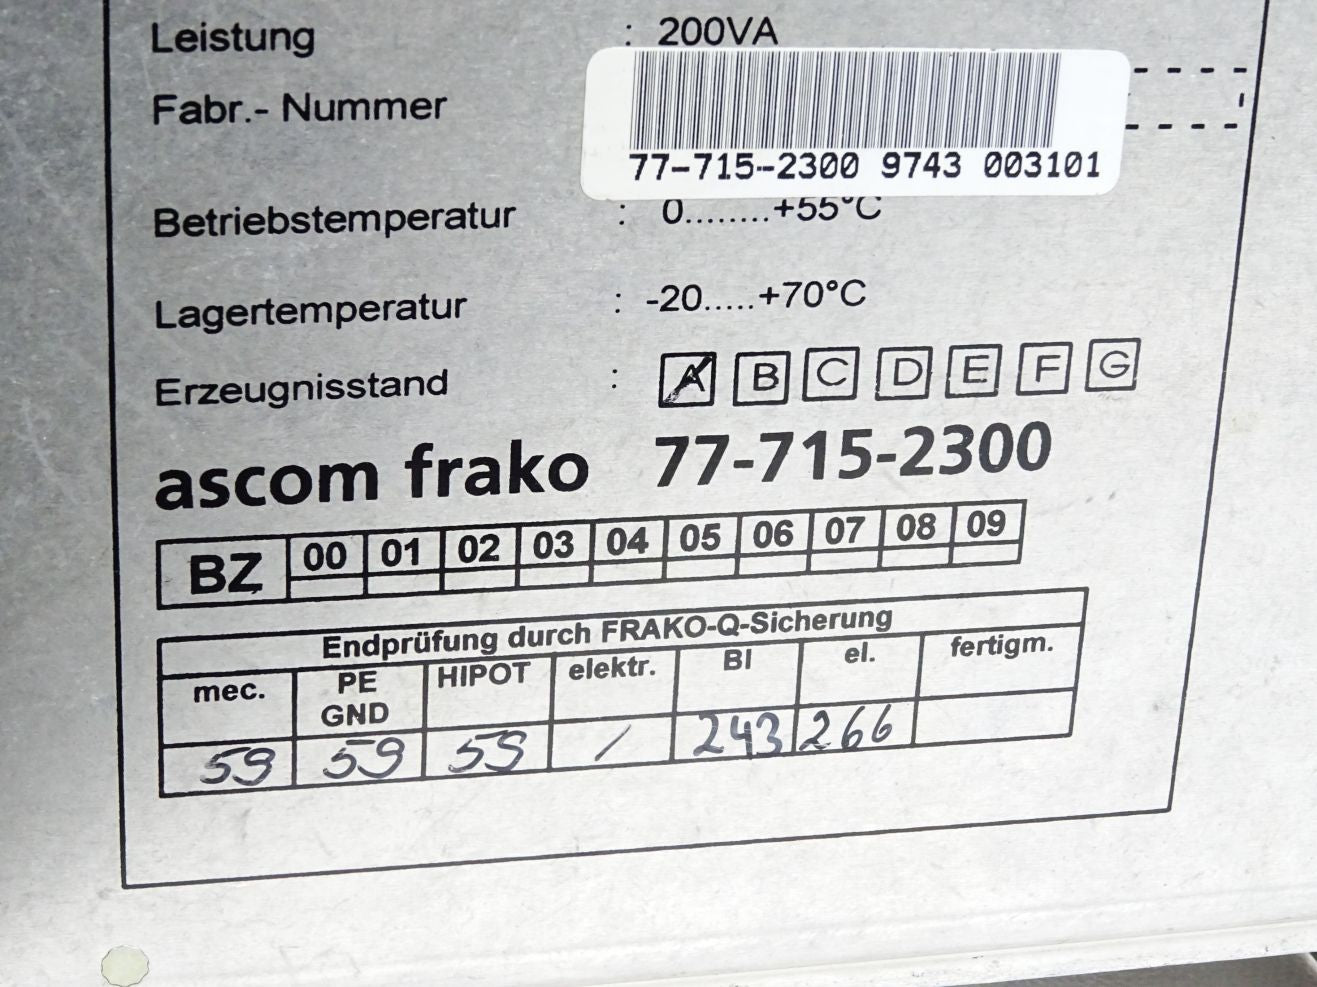 Leistung : 200VA
Fabr.- Nummer
77-715-2300 9743 003101
Betriebstemperatur : 0........+55°C
Lagertemperatur : -20.....+70°C
Erzeugnisstand : A B C D E F G
ascom frako 77-715-2300
BZ 00 01 02 03 04 05 06 07 08 09
Endprüfung durch FRAKO-Q-Sicherung
mec. PE GND HIPOT elektr. BI el. fertigm.
59 59 59 / 243 266